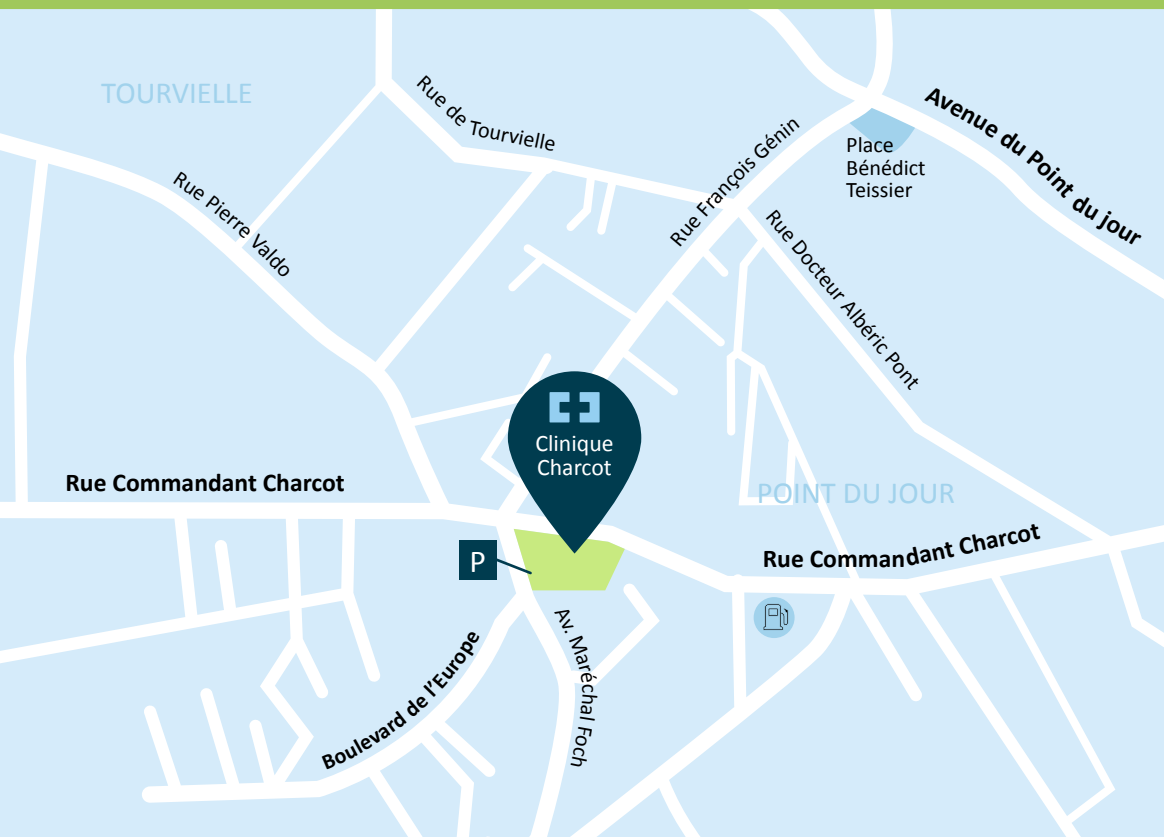 TOURVIELLE
Rue de Tourvielle
Avenue du Point du jour
Rue François Génin
Place
Bénédict
Teissier
Rue Pierre Valdo
Rue Docteur Albéric Pont
Clinique
Charcot
Rue Commandant Charcot
POINT DU JOUR
Rue Commandant Charcot
P
Av. Maréchal Foch
Boulevard de l'Europe